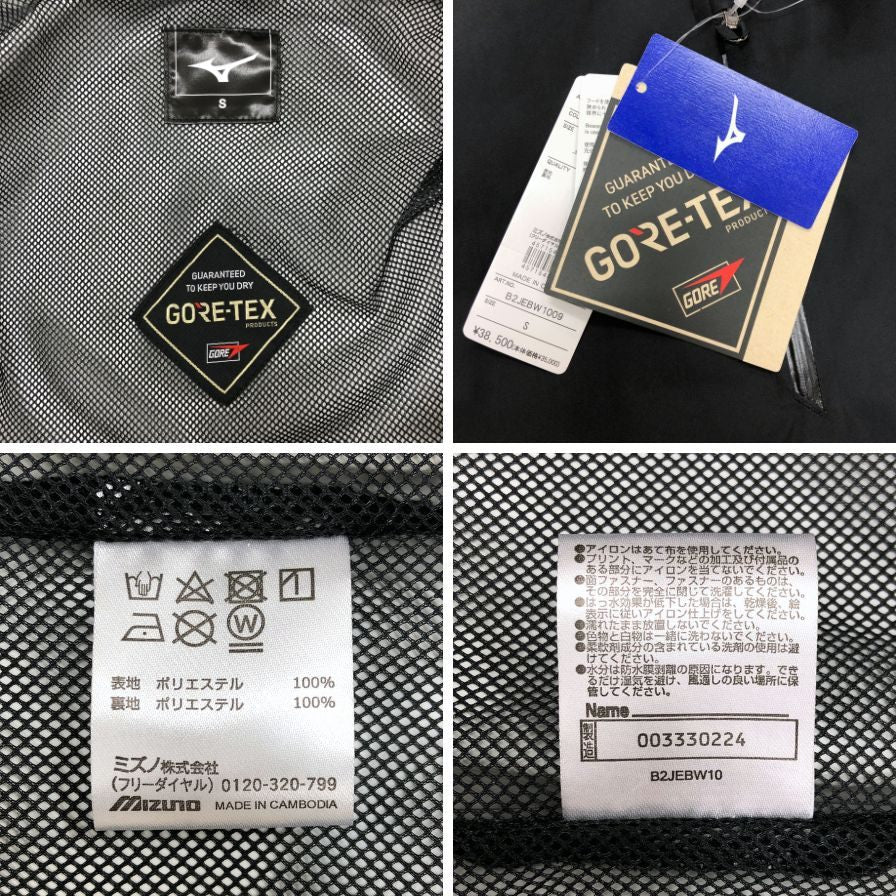 S
GUARANTEED
TO KEEP YOU DRY
GORE-TEX
PRODUCTS
GORE
SIZE
QUALITY
MADE IN
ART.NO.
B2JEBW1009
SIZE
S
¥38,500(本体価格¥35,000)
GUARANTEED
TO KEEP YOU DRY
GORE-TEX
PRODUCTS
GORE
表地 ポリエステル 100%
裏地 ポリエステル 100%
ミズノ株式会社
(フリーダイヤル) 0120-320-799
Mizuno MADE IN CAMBODIA
●アイロンはあて布を使用してください。
●プリント、マークなどの加工及び付属品の
ある部分にアイロンを当てないでください。
●面ファスナー、ファスナーのあるものは、
その部分を完全に閉じて洗濯してください。
●はっ水効果が低下した場合は、乾燥後、絵
表示に従いアイロン仕上げをしてください。
●濡れたまま放置しないでください。
●色物と白物は一緒に洗わないでください。
●柔軟剤成分の含まれている洗剤の使用は避
けてください。
●水分は防水膜剥離の原因になります。でき
るだけ湿気を避け、風通しの良い場所に保
管してください。
Name
製造 003330224
B2JEBW10